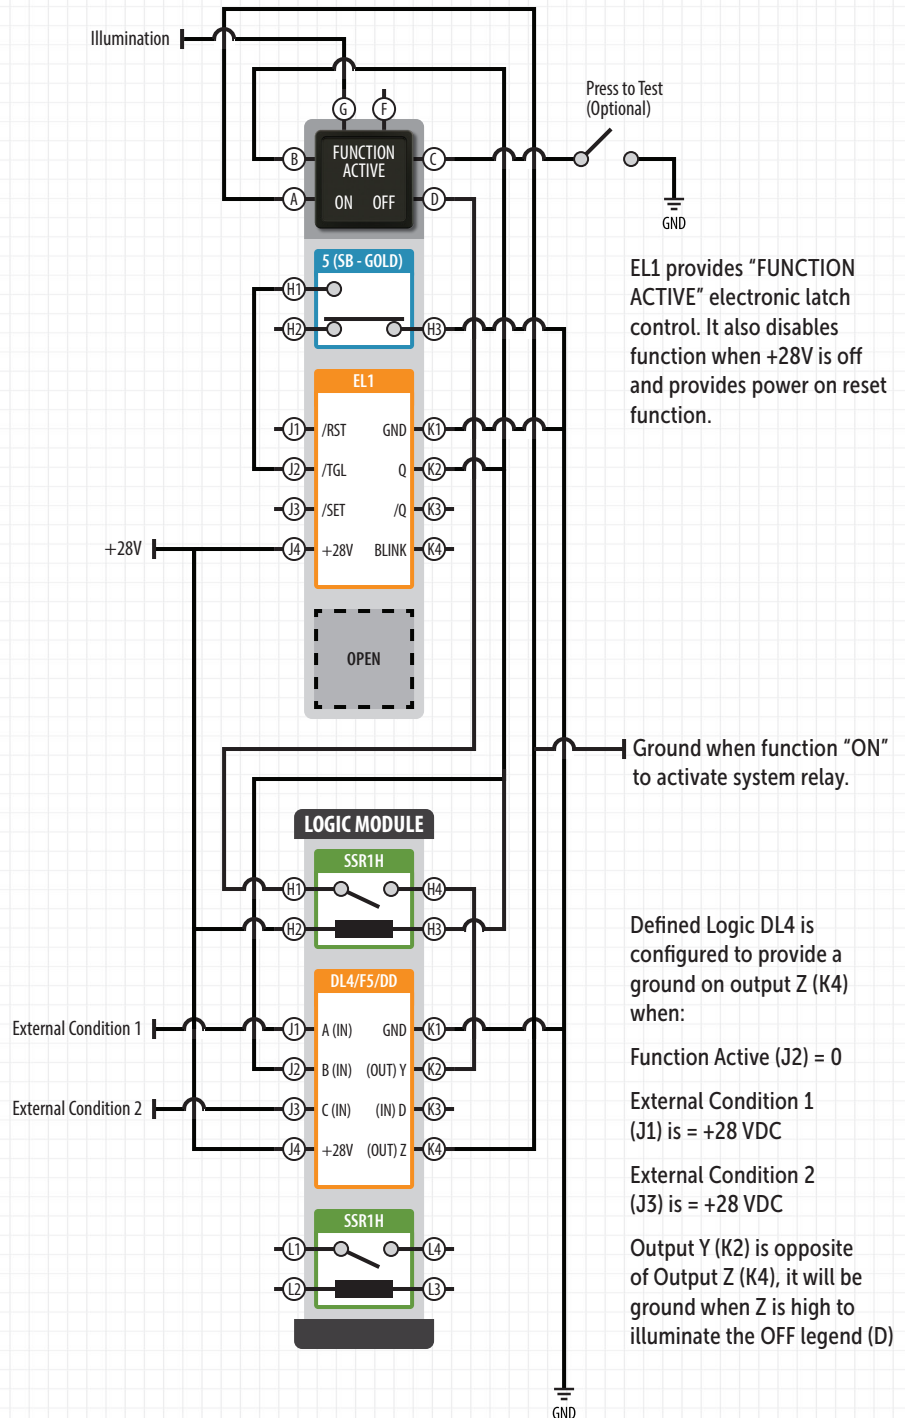 Illumination
Press to Test
(Optional)
G
F
B
FUNCTION
ACTIVE
C
A
ON OFF
D
GND
5 (SB - GOLD)
H1
H2
H3
EL1 provides “FUNCTION
ACTIVE” electronic latch
control. It also disables
function when +28V is off
and provides power on reset
function.
EL1
J1 /RST GND K1
J2 /TGL Q K2
J3 /SET /Q K3
+28V
J4 +28V BLINK K4
OPEN
Ground when function “ON”
to activate system relay.
LOGIC MODULE
SSR1H
H1 H4
H2 H3
DL4/F5/DD
External Condition 1
J1 A (IN) GND K1
J2 B (IN) (OUT) Y K2
External Condition 2
J3 C (IN) (IN) D K3
J4 +28V (OUT) Z K4
SSR1H
L1 L4
L2 L3
Defined Logic DL4 is
configured to provide a
ground on output Z (K4)
when:
Function Active (J2) = 0
External Condition 1
(J1) is = +28 VDC
External Condition 2
(J3) is = +28 VDC
Output Y (K2) is opposite
of Output Z (K4), it will be
ground when Z is high to
illuminate the OFF legend (D)
GND